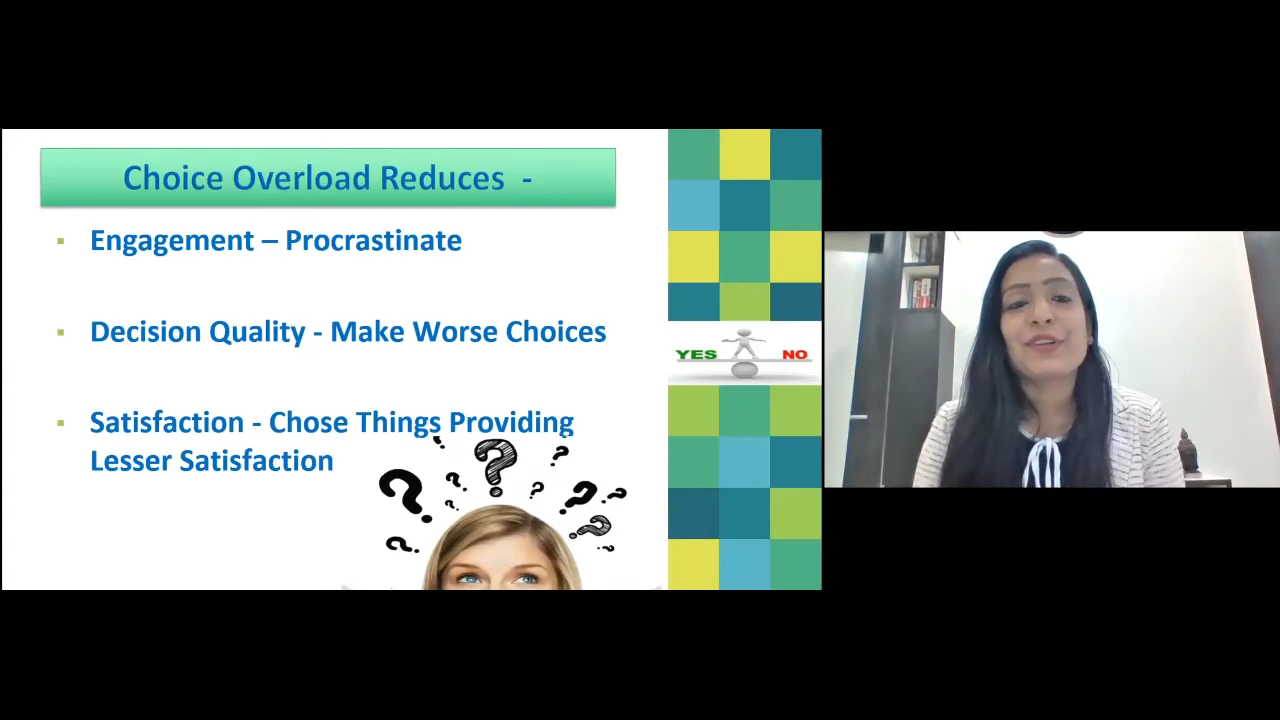 Choice Overload Reduces -
▪ Engagement – Procrastinate
▪ Decision Quality - Make Worse Choices
▪ Satisfaction - Chose Things Providing
Lesser Satisfaction
YES NO